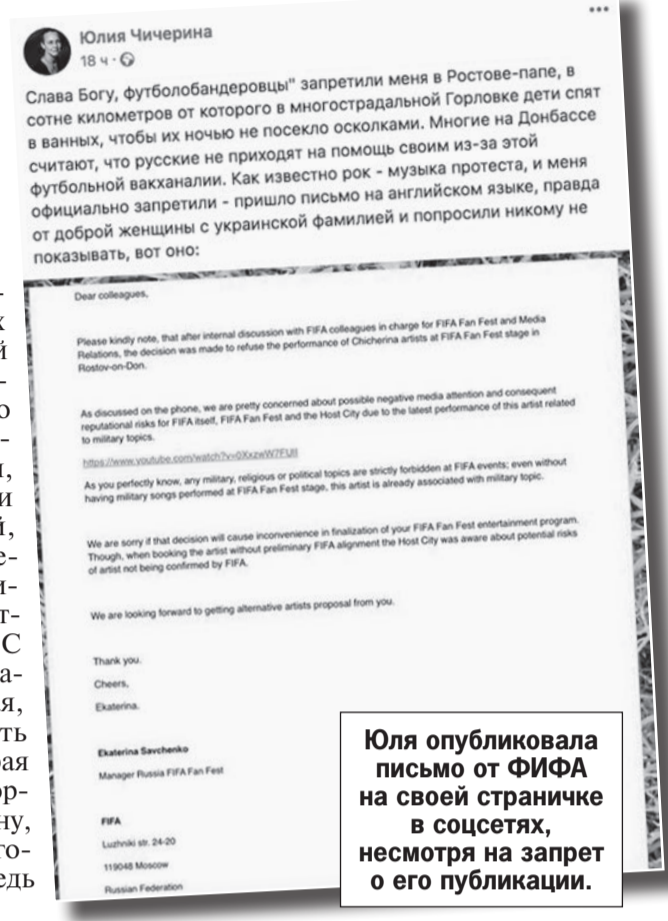 Юлия Чичерина
18 ч
Слава Богу, футболобандеровцы" запретили меня в Ростове-папе, в
сотне километров от которого в многострадальной Горловке дети спят
в ванных, чтобы их ночью не посекло осколками. Многие на Донбассе
считают, что русские не приходят на помощь своим из-за этой
футбольной вакханалии. Как известно рок - музыка протеста, и меня
официально запретили - пришло письмо на английском языке, правда
от доброй женщины с украинской фамилией и попросили никому не
показывать, вот оно:
Dear colleagues,
Please kindly note, that after internal discussion with FIFA colleagues in charge for FIFA Fan Fest and Media
Relations, the decision was made to refuse the performance of Chicherina artists at FIFA Fan Fest stage in
Rostov-on-Don.
As discussed on the phone, we are pretty concerned about possible negative media attention and consequent
reputational risks for FIFA itself, FIFA Fan Fest and the Host City due to the latest performance of this artist related
to military topics.
As you perfectly know, any military, religious or political topics are strictly forbidden at FIFA events; even without
having military songs performed at FIFA Fan Fest stage, this artist is already associated with military topic.
We are sorry if that decision will cause inconvenience in finalization of your FIFA Fan Fest entertainment program.
Though, when booking the artist without preliminary FIFA alignment the Host City was aware about potential risks
of artist not being confirmed by FIFA.
We are looking forward to getting alternative artists proposal from you.
Thank you.
Cheers,
Ekaterina.
Ekaterina Savchenko
Manager Russia FIFA Fan Fest
FIFA
Luzhniki str. 24-20
119048 Moscow
Russian Federation
Юля опубликовала
письмо от ФИФА
на своей страничке
в соцсетях,
несмотря на запрет
о его публикации.